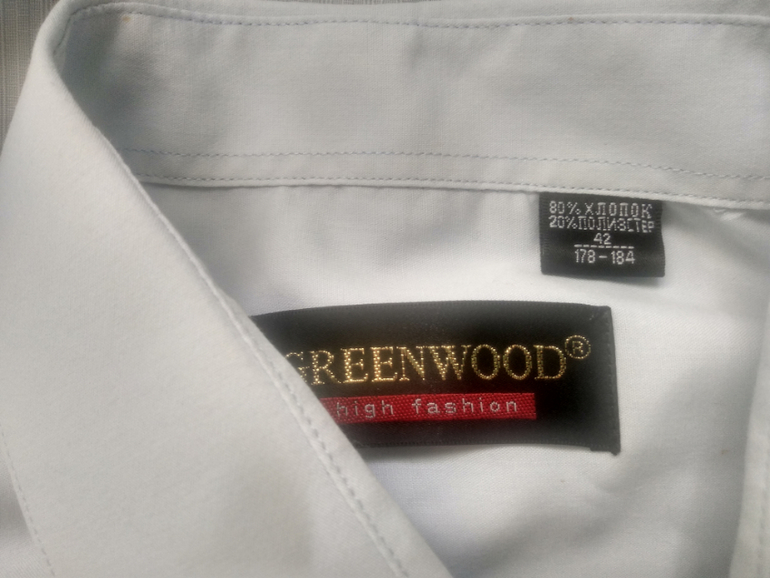 80% ХЛОПОК
20% ПОЛИЭСТЕР
42
178-184
GREENWOOD®
high fashion